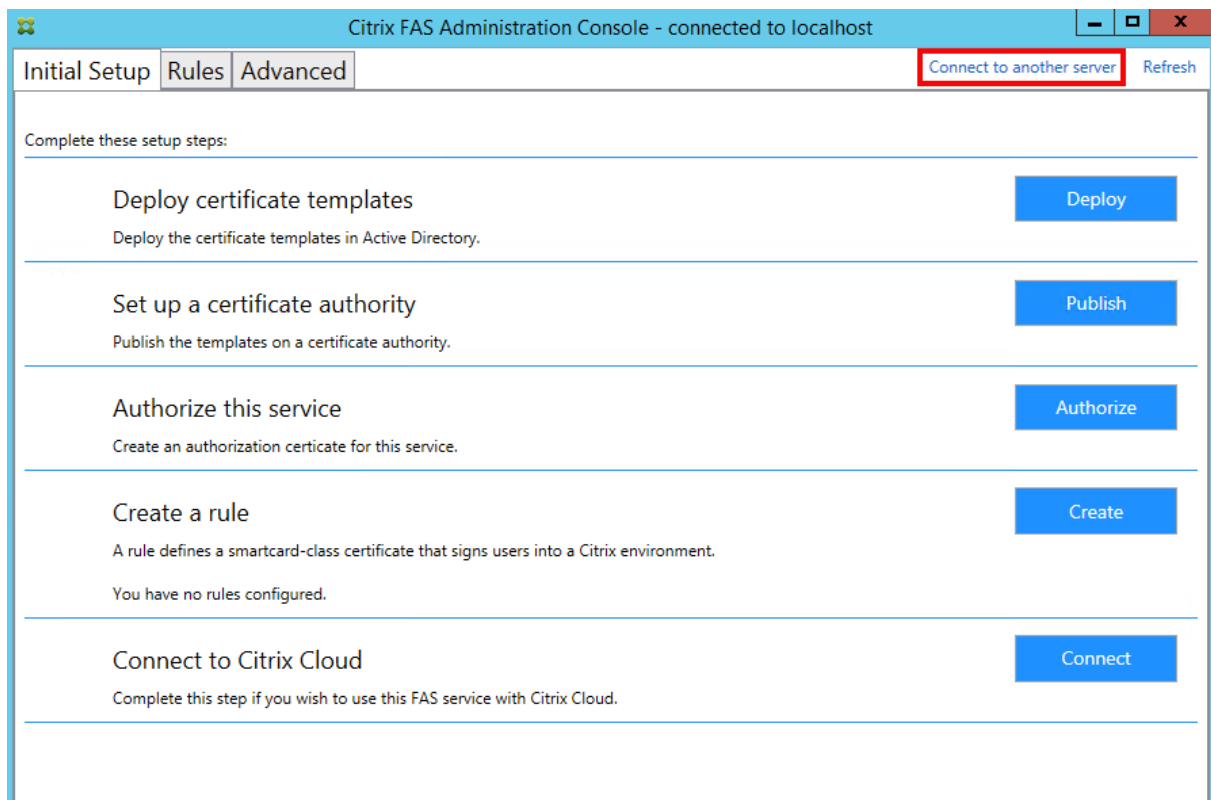 Citrix FAS Administration Console - connected to localhost
Initial Setup Rules Advanced Connect to another server Refresh
Complete these setup steps:
Deploy certificate templates
Deploy
Deploy the certificate templates in Active Directory.
Set up a certificate authority
Publish
Publish the templates on a certificate authority.
Authorize this service
Authorize
Create an authorization certicate for this service.
Create a rule
Create
A rule defines a smartcard-class certificate that signs users into a Citrix environment.
You have no rules configured.
Connect to Citrix Cloud
Connect
Complete this step if you wish to use this FAS service with Citrix Cloud.